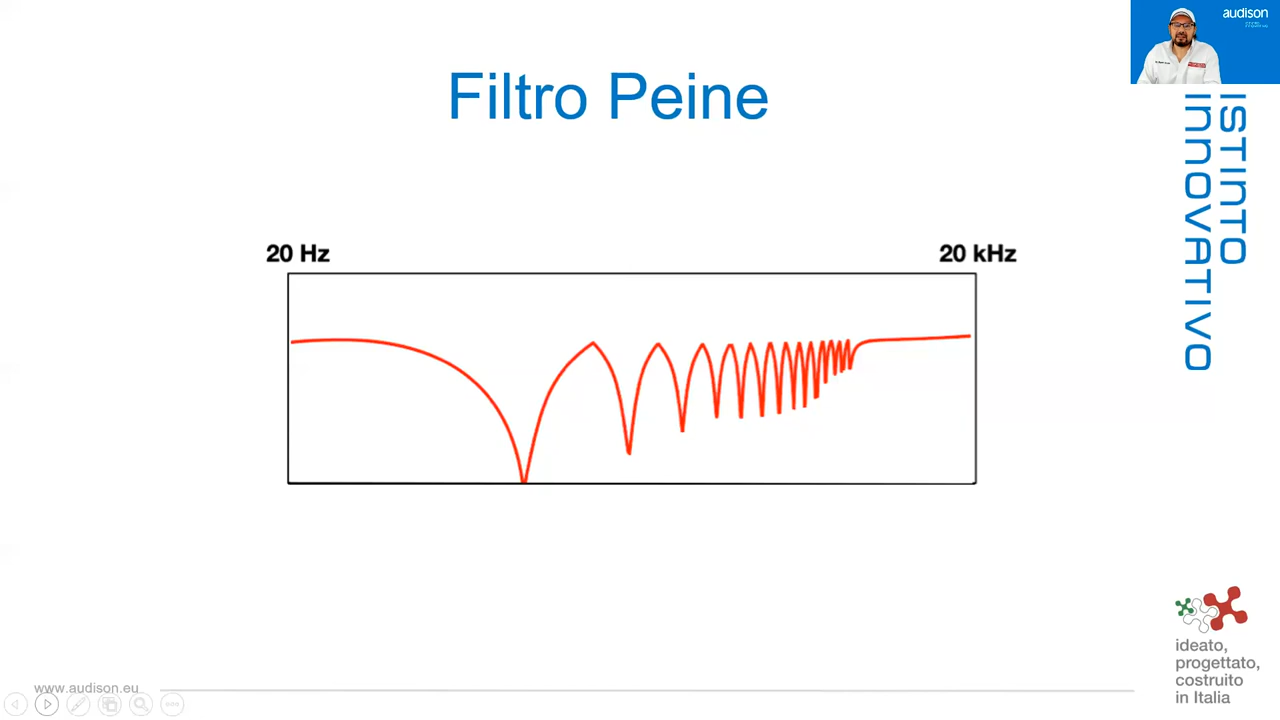 Filtro Peine
audison
ISTINTO
INNOVATIVO
20 Hz
20 kHz
ideato,
progettato,
costruito
in Italia
www.audison.eu